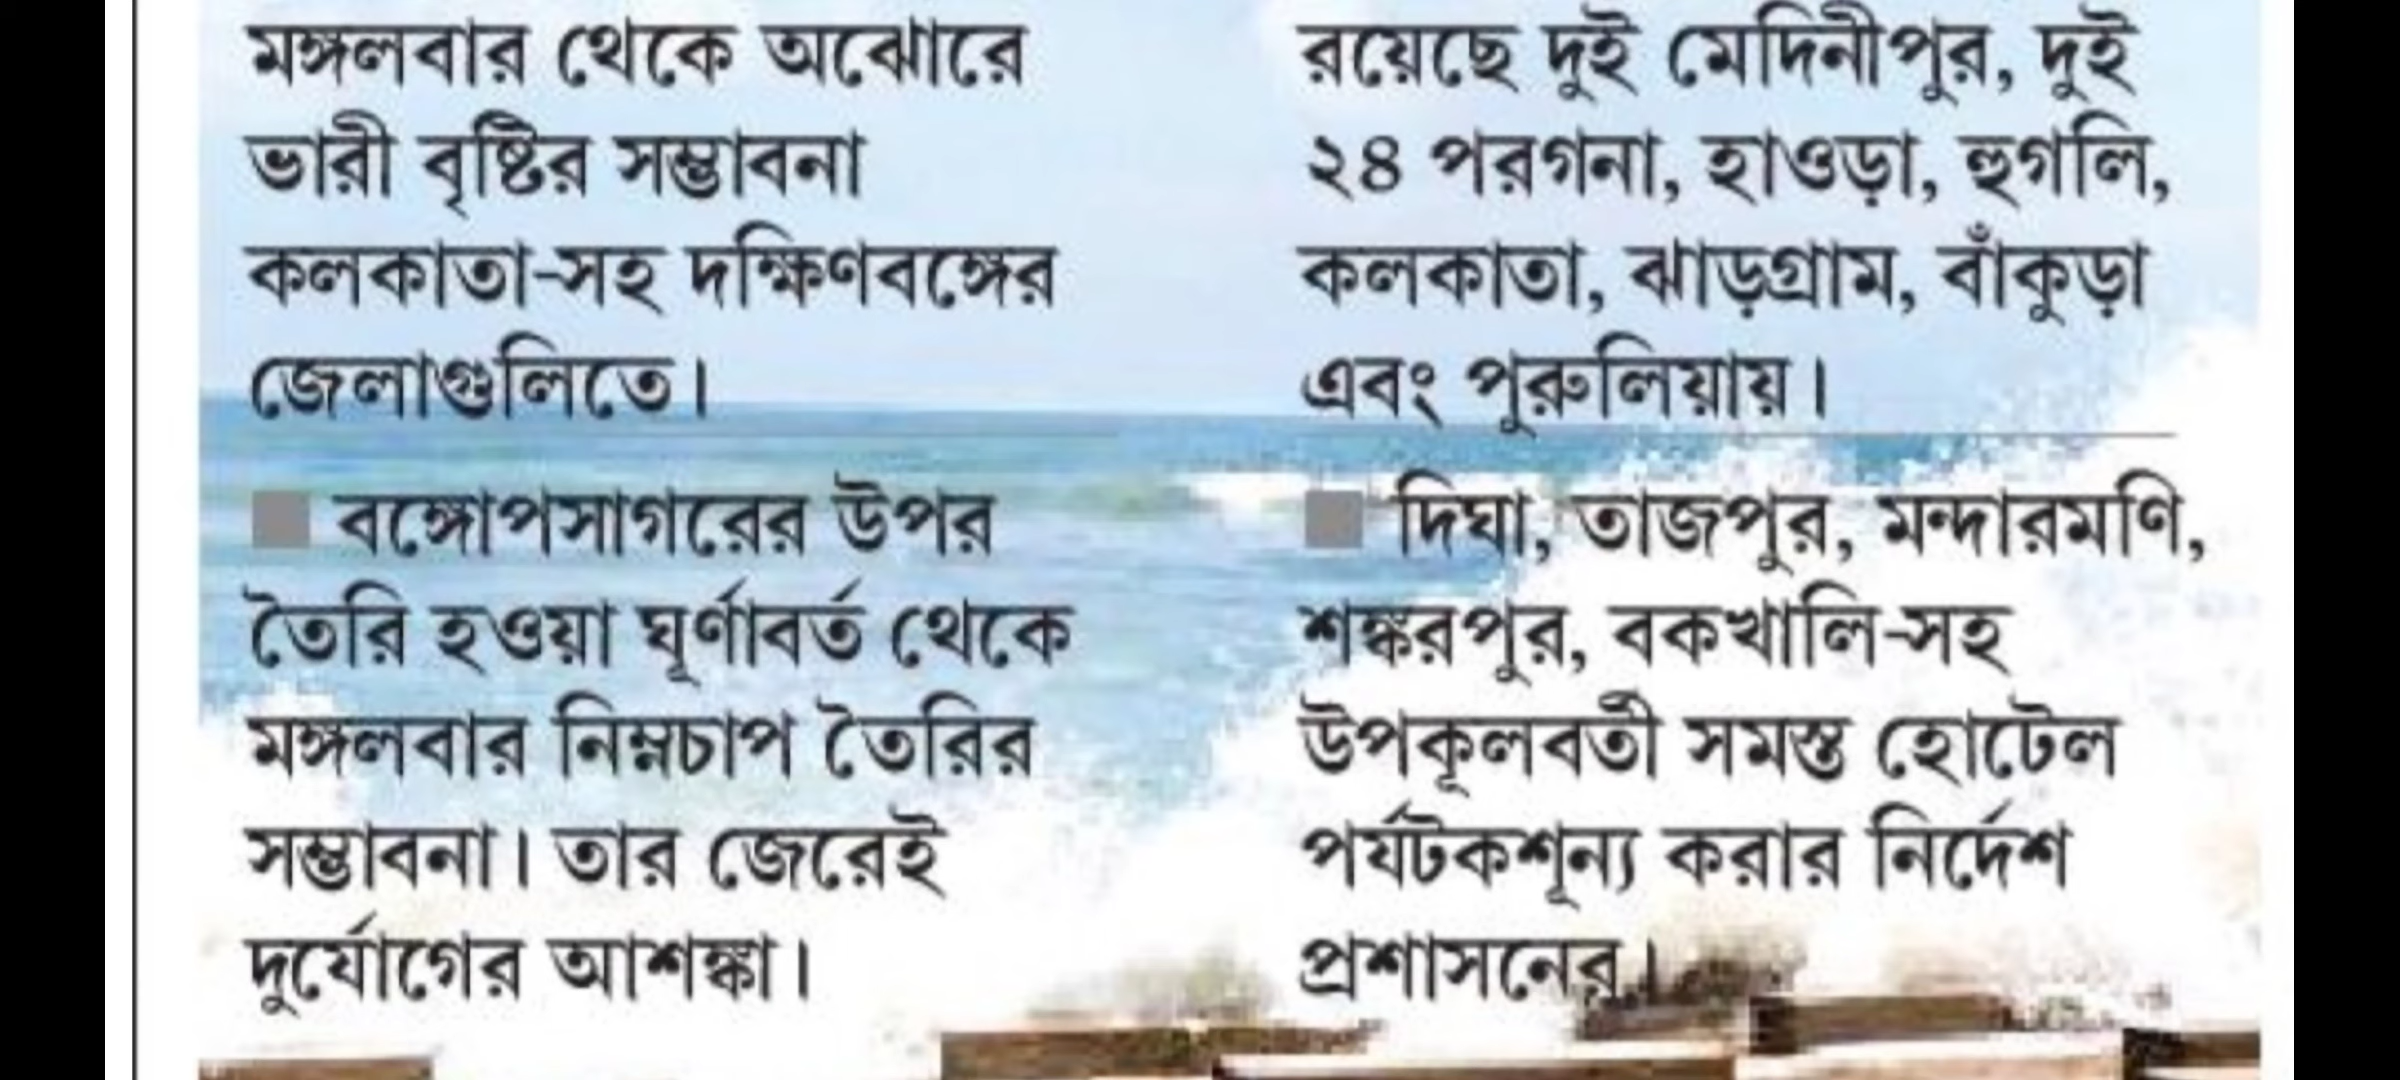 মঙ্গলবার থেকে অঝোরে
ভারী বৃষ্টির সম্ভাবনা
কলকাতা-সহ দক্ষিণবঙ্গের
জেলাগুলিতে।
■ বঙ্গোপসাগরের উপর
তৈরি হওয়া ঘূর্ণাবর্ত থেকে
মঙ্গলবার নিম্নচাপ তৈরির
সম্ভাবনা। তার জেরেই
দুর্যোগের আশঙ্কা।
রয়েছে দুই মেদিনীপুর, দুই
২৪ পরগনা, হাওড়া, হুগলি,
কলকাতা, ঝাড়গ্রাম, বাঁকুড়া
এবং পুরুলিয়ায়।
■ দিঘা, তাজপুর, মন্দারমণি,
শঙ্করপুর, বকখালি-সহ
উপকূলবর্তী সমস্ত হোটেল
পর্যটকশূন্য করার নির্দেশ
প্রশাসনের।